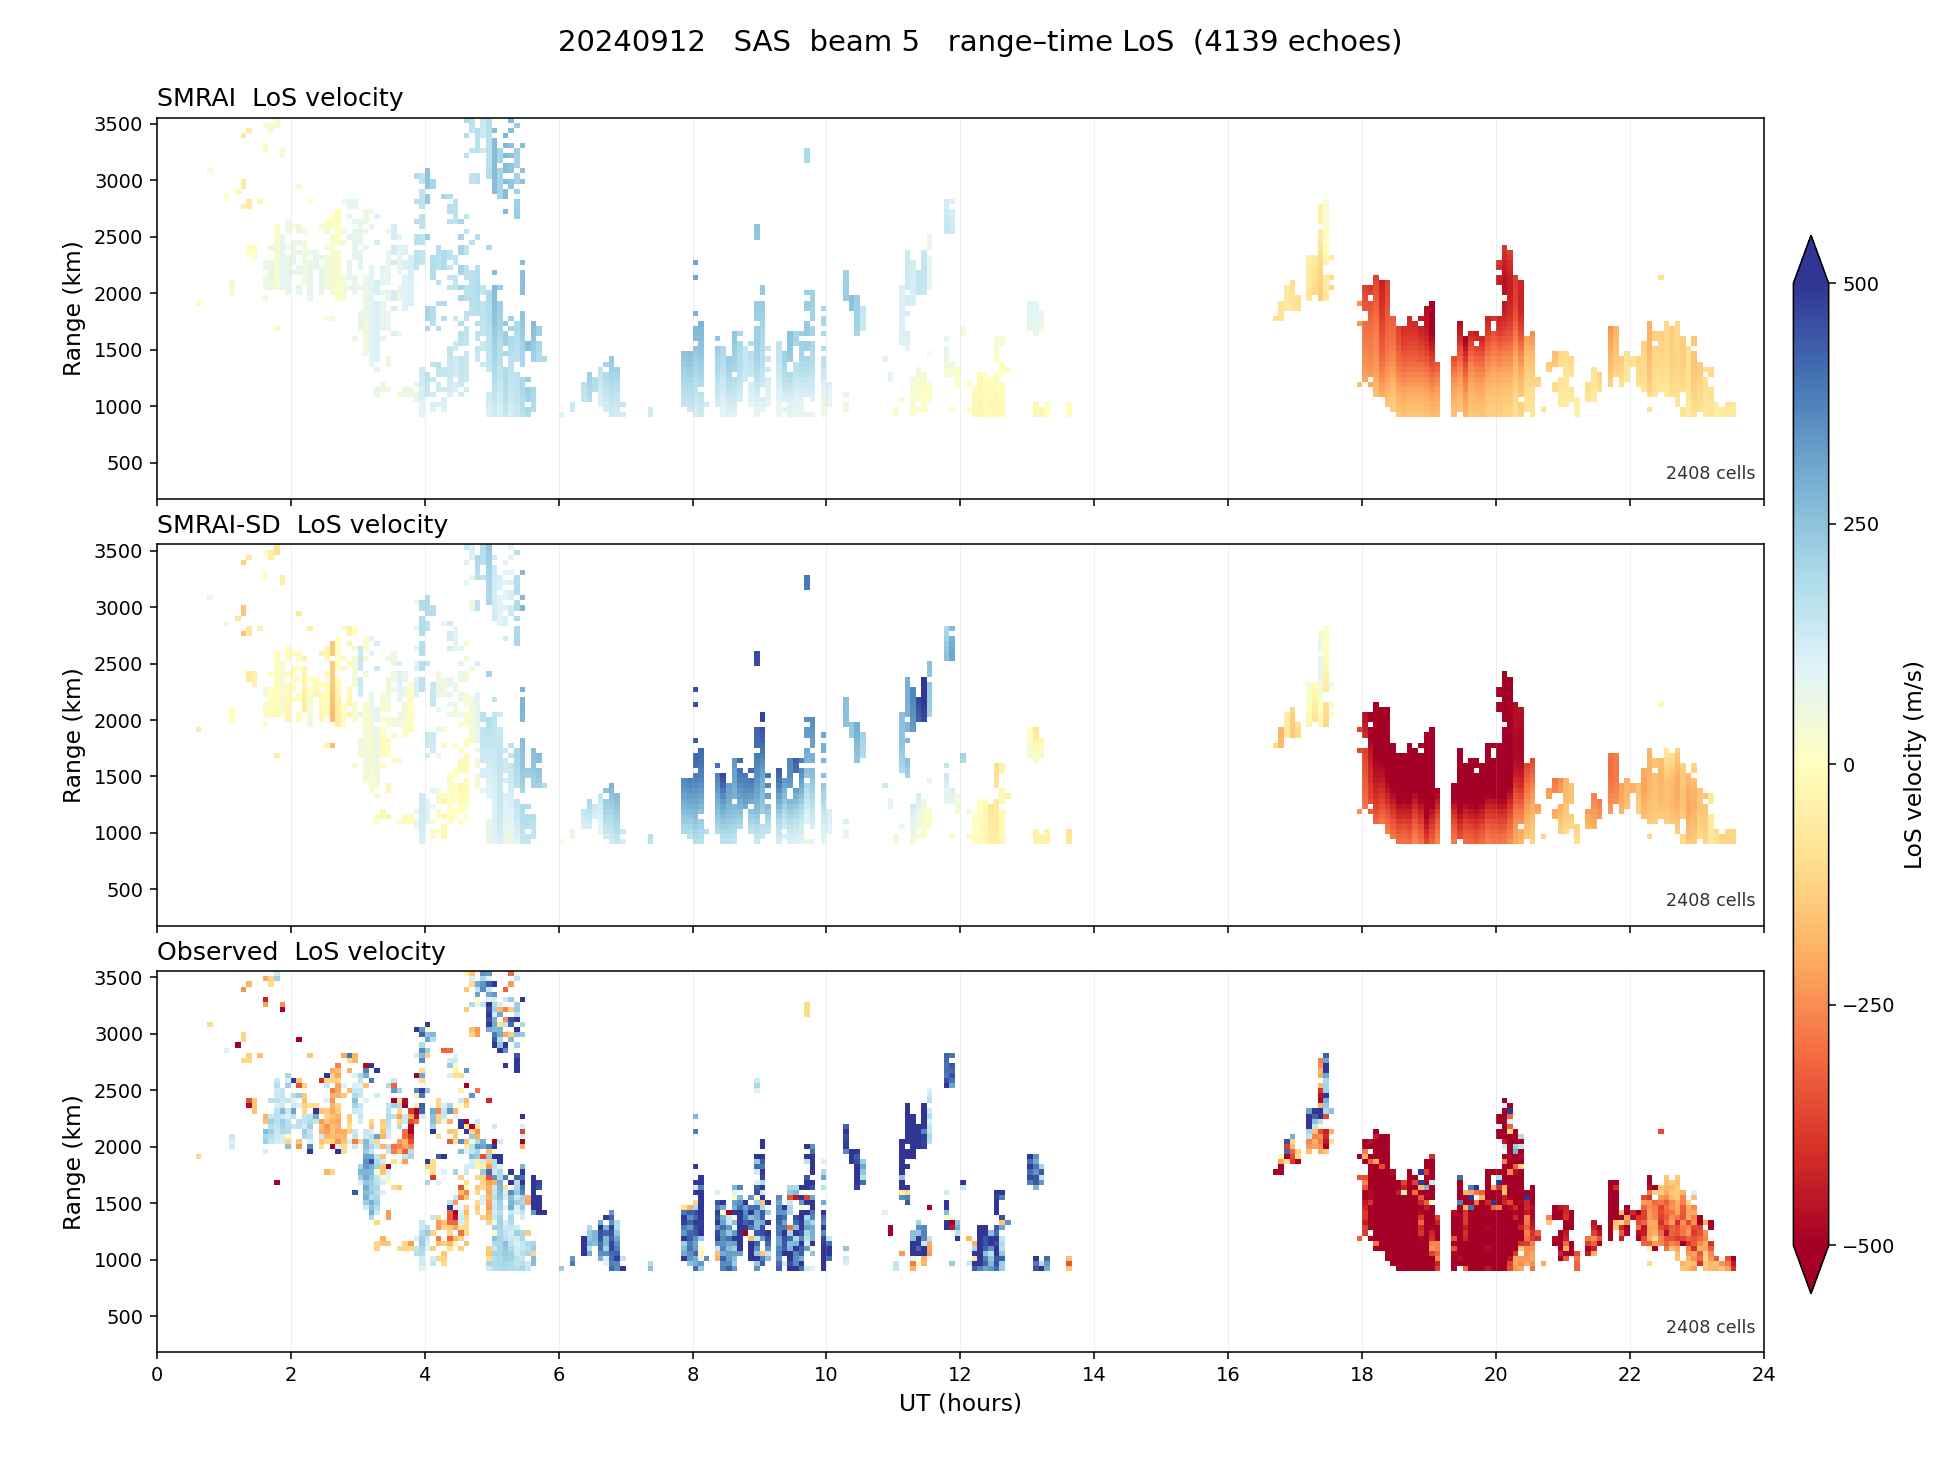 20240912   SAS  beam 5   range–time LoS  (4139 echoes)
SMRAI  LoS velocity
3500
3000
2500
2000
1500
1000
500
Range (km)
2408 cells
SMRAI-SD  LoS velocity
3500
3000
2500
2000
1500
1000
500
Range (km)
2408 cells
Observed  LoS velocity
3500
3000
2500
2000
1500
1000
500
Range (km)
2408 cells
0 2 4 6 8 10 12 14 16 18 20 22 24
UT (hours)
500
250
0
−250
−500
LoS velocity (m/s)